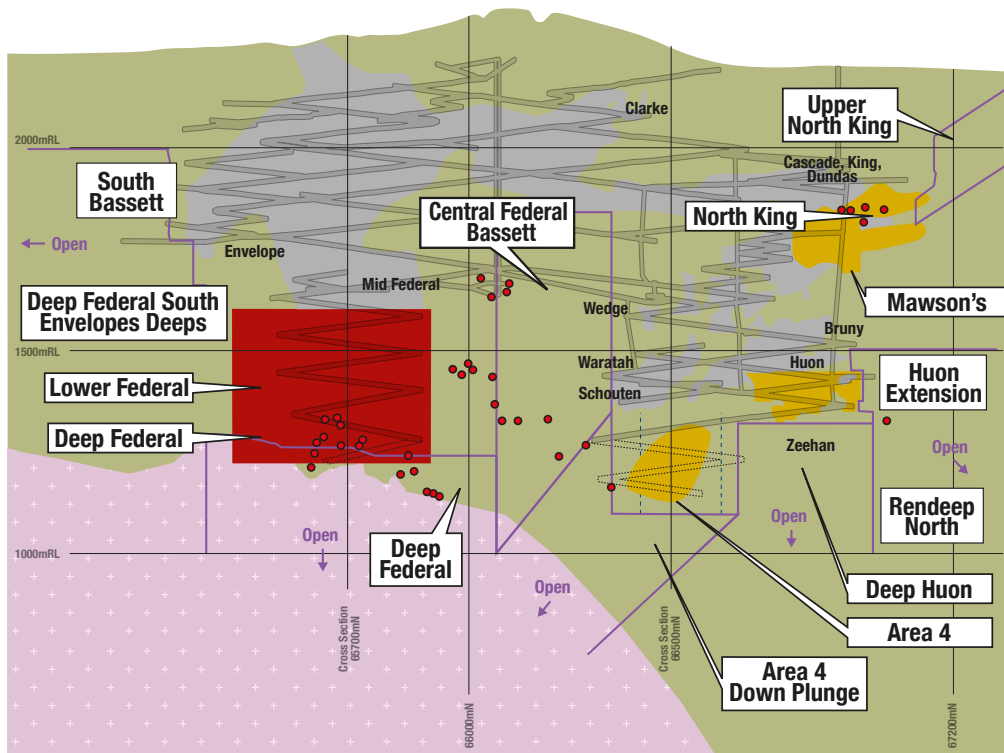 Clarke
Upper
North King
2000mRL
Cascade, King,
Dundas
South
Bassett
Central Federal
Bassett
North King
Open
Envelope
Mid Federal
Deep Federal South
Envelopes Deeps
Wedge
Mawson's
Bruny
1500mRL
Waratah
Huon
Huon
Extension
Lower Federal
Schouten
Deep Federal
Zeehan
Rendeep
North
Open
Deep
Federal
Open
1000mRL
Open
Deep Huon
Cross Section
65700mN
Cross Section
66500mN
Area 4
Area 4
Down Plunge
66000mN
67200mN